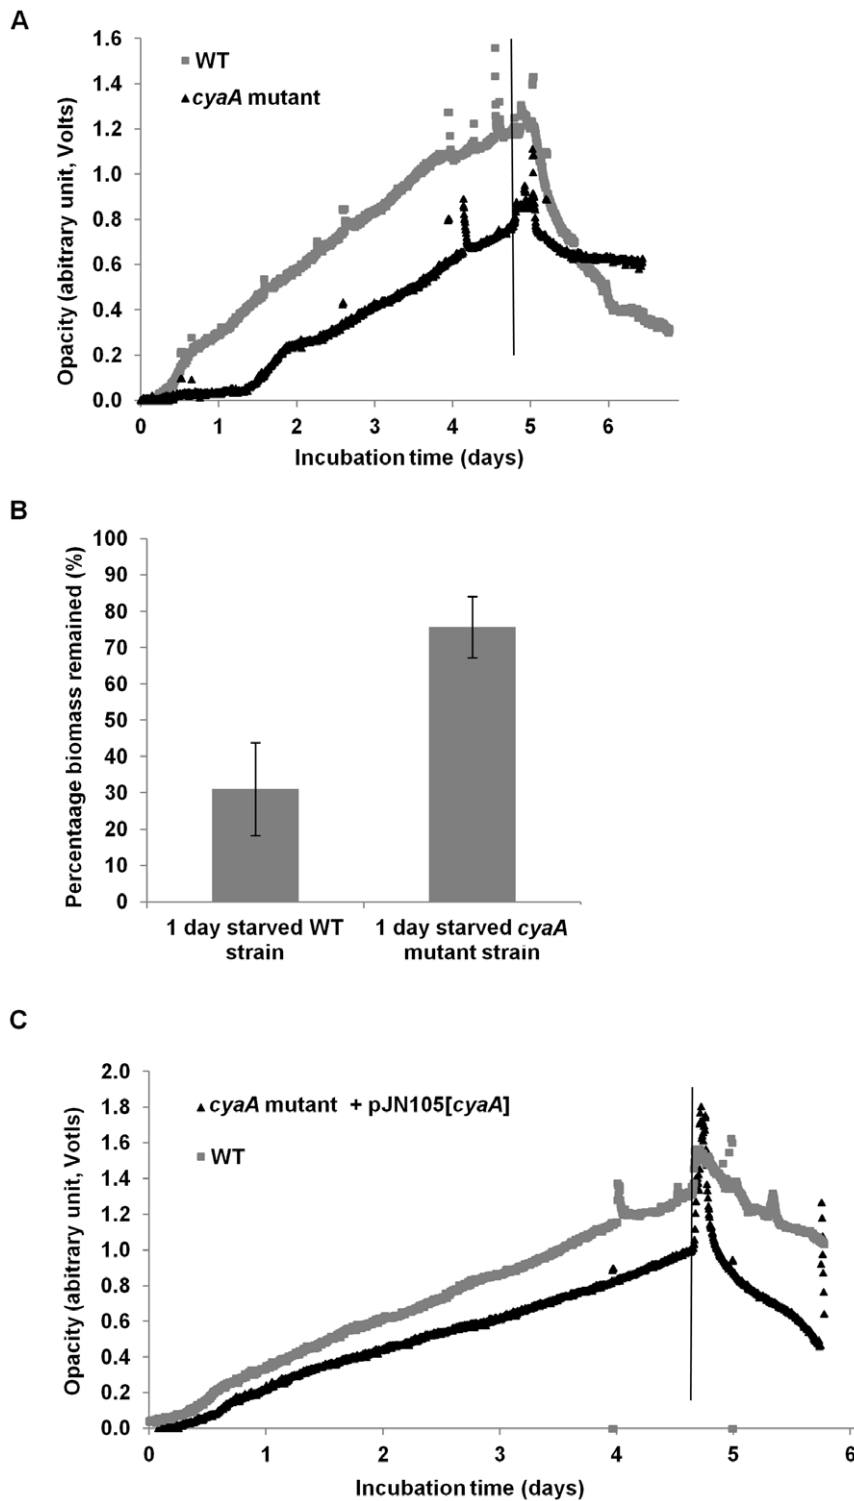 A
1.6
1.4
1.2
1.0
0.8
0.6
0.4
0.2
0.0
Opacity (abitrary unit, Volts)
WT
cyaA mutant
0 1 2 3 4 5 6
Incubation time (days)
B
100
90
80
70
60
50
40
30
20
10
0
Percentaage biomass remained (%)
1 day starved WT
strain
1 day starved cyaA
mutant strain
C
2.0
1.8
1.6
1.4
1.2
1.0
0.8
0.6
0.4
0.2
0.0
Opacity (abitrary unit, Votls)
cyaA mutant + pJN105[cyaA]
WT
0 1 2 3 4 5 6
Incubation time (days)